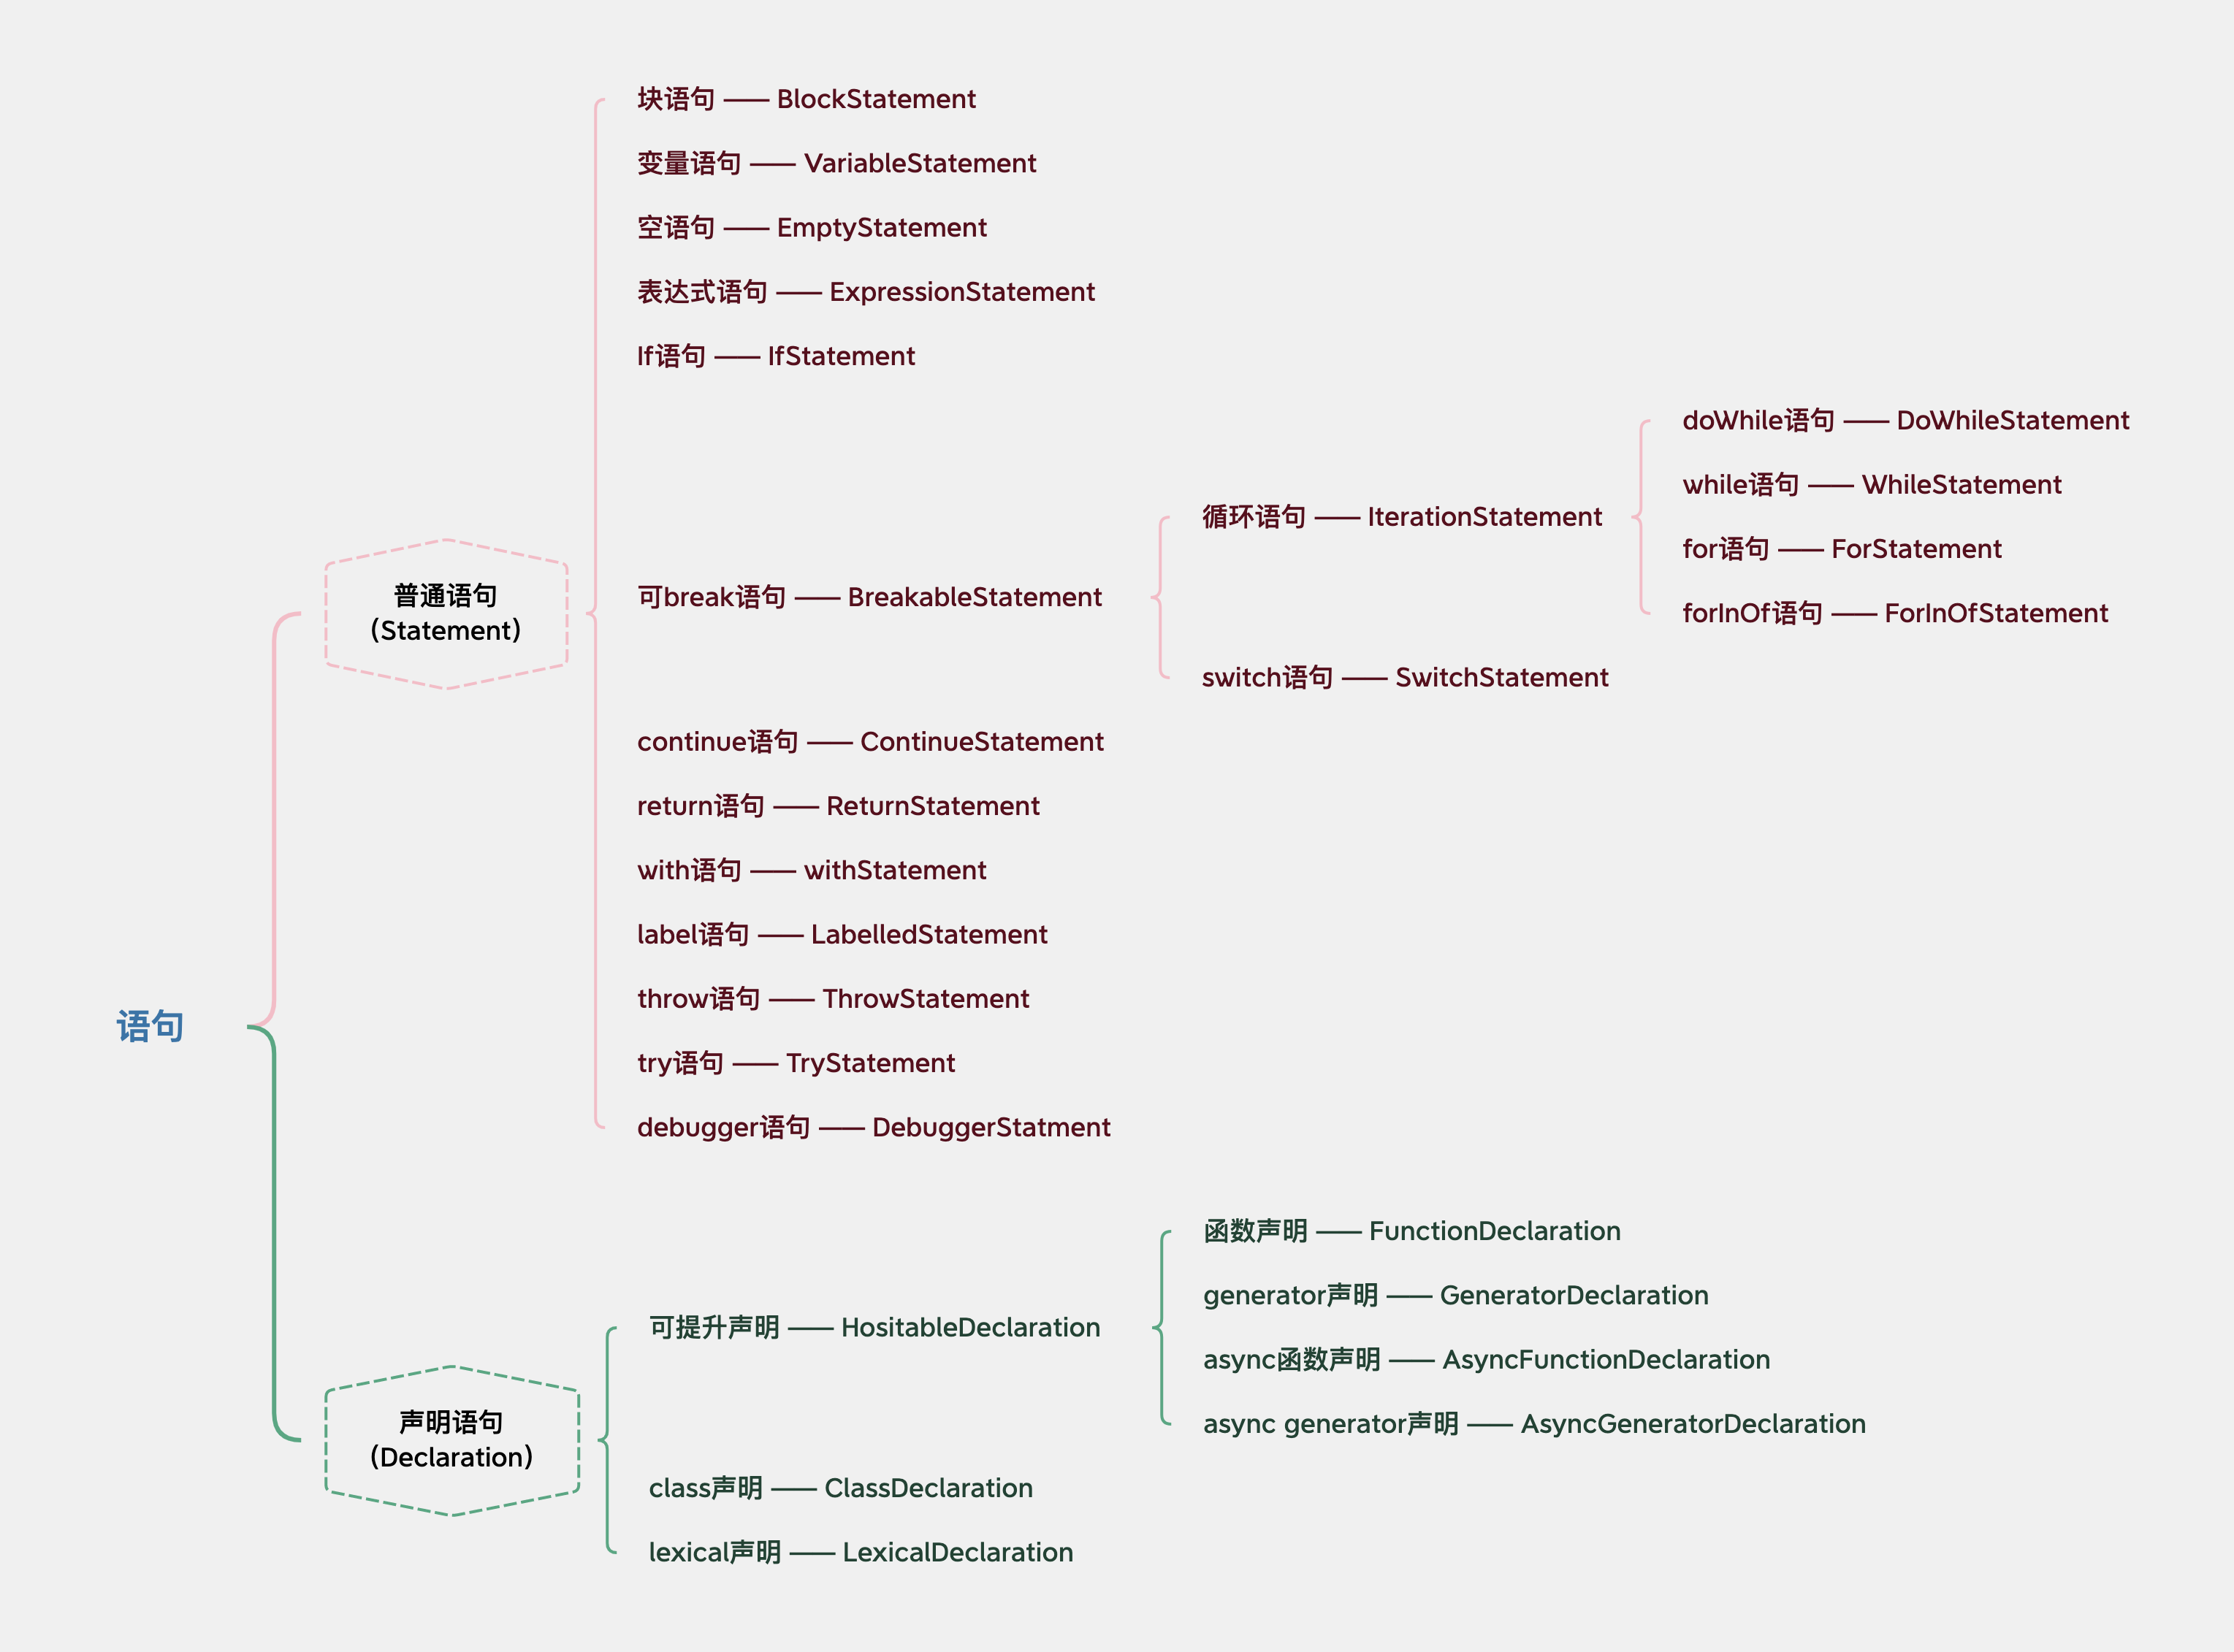 块语句 —— BlockStatement
变量语句 —— VariableStatement
空语句 —— EmptyStatement
表达式语句 —— ExpressionStatement
If语句 —— IfStatement
doWhile语句 —— DoWhileStatement
while语句 —— WhileStatement
循环语句 —— IterationStatement
for语句 —— ForStatement
普通语句
(Statement)
可break语句 —— BreakableStatement
forInOf语句 —— ForInOfStatement
switch语句 —— SwitchStatement
continue语句 —— ContinueStatement
return语句 —— ReturnStatement
with语句 —— withStatement
label语句 —— LabelledStatement
throw语句 —— ThrowStatement
语句
try语句 —— TryStatement
debugger语句 —— DebuggerStatment
函数声明 —— FunctionDeclaration
generator声明 —— GeneratorDeclaration
可提升声明 —— HositableDeclaration
async函数声明 —— AsyncFunctionDeclaration
async generator声明 —— AsyncGeneratorDeclaration
声明语句
(Declaration)
class声明 —— ClassDeclaration
lexical声明 —— LexicalDeclaration